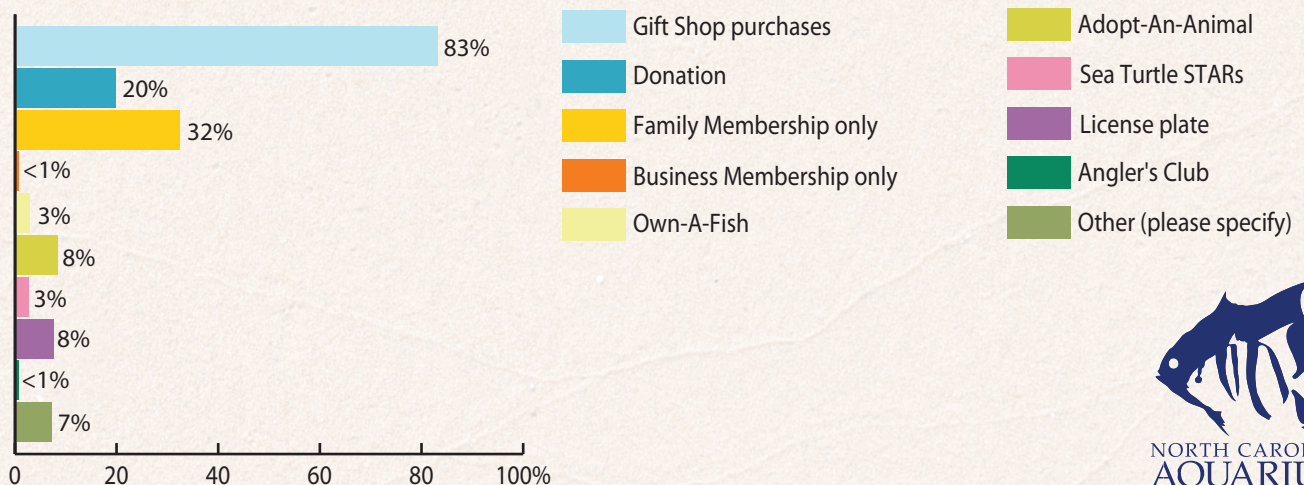 83%
20%
32%
<1%
3%
8%
3%
8%
<1%
7%
0 20 40 60 80 100%
Gift Shop purchases
Donation
Family Membership only
Business Membership only
Own-A-Fish
Adopt-An-Animal
Sea Turtle STARs
License plate
Angler's Club
Other (please specify)
NORTH